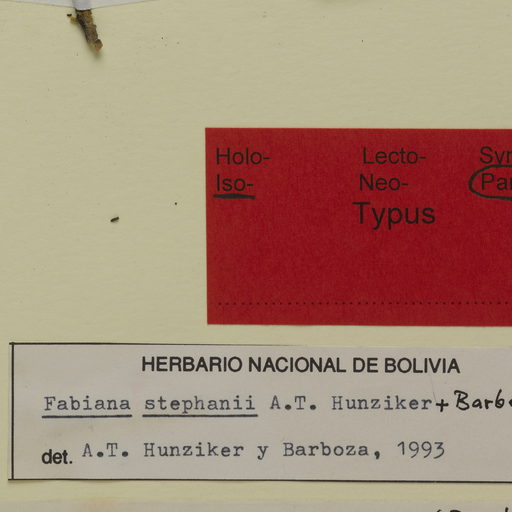 Holo- Lecto-
Iso- Neo-
Typus
HERBARIO NACIONAL DE BOLIVIA
Fabiana stephanii A.T. Hunziker +
det. A.T. Hunziker y Barboza, 1993